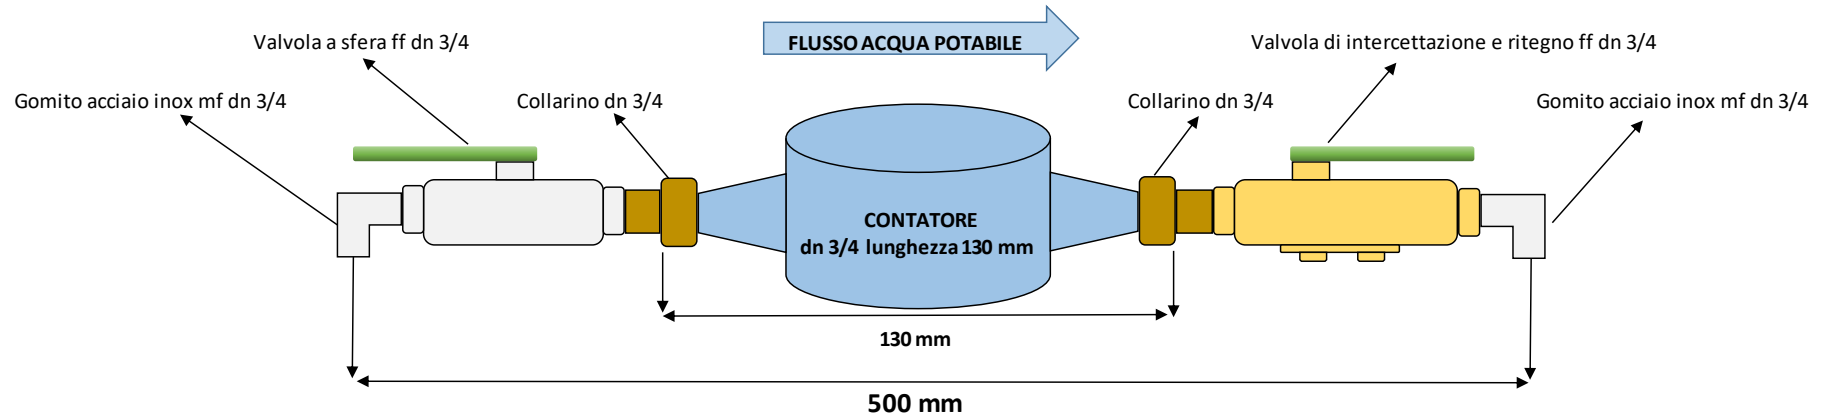 FLUSSO ACQUA POTABILE
Valvola a sfera ff dn 3/4
Valvola di intercettazione e ritegno ff dn 3/4
Gomito acciaio inox mf dn 3/4
Collarino dn 3/4
Collarino dn 3/4
Gomito acciaio inox mf dn 3/4
CONTATORE
dn 3/4 lunghezza 130 mm
130 mm
500 mm